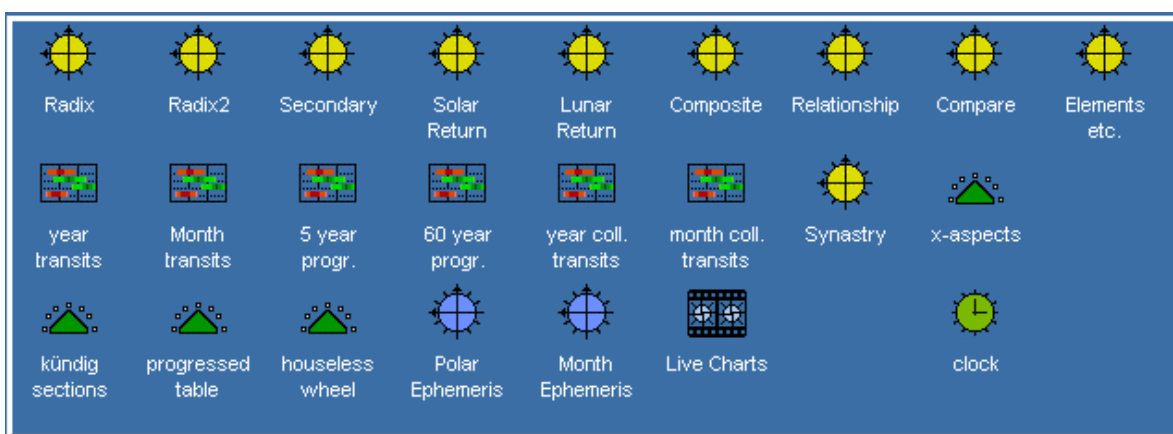 Radix Radix2 Secondary Solar Return Lunar Return Composite Relationship Compare Elements etc.
year transits Month transits 5 year progr. 60 year progr. year coll. transits month coll. transits Synastry x-aspects
kündig sections progressed table houseless wheel Polar Ephemeris Month Ephemeris Live Charts clock